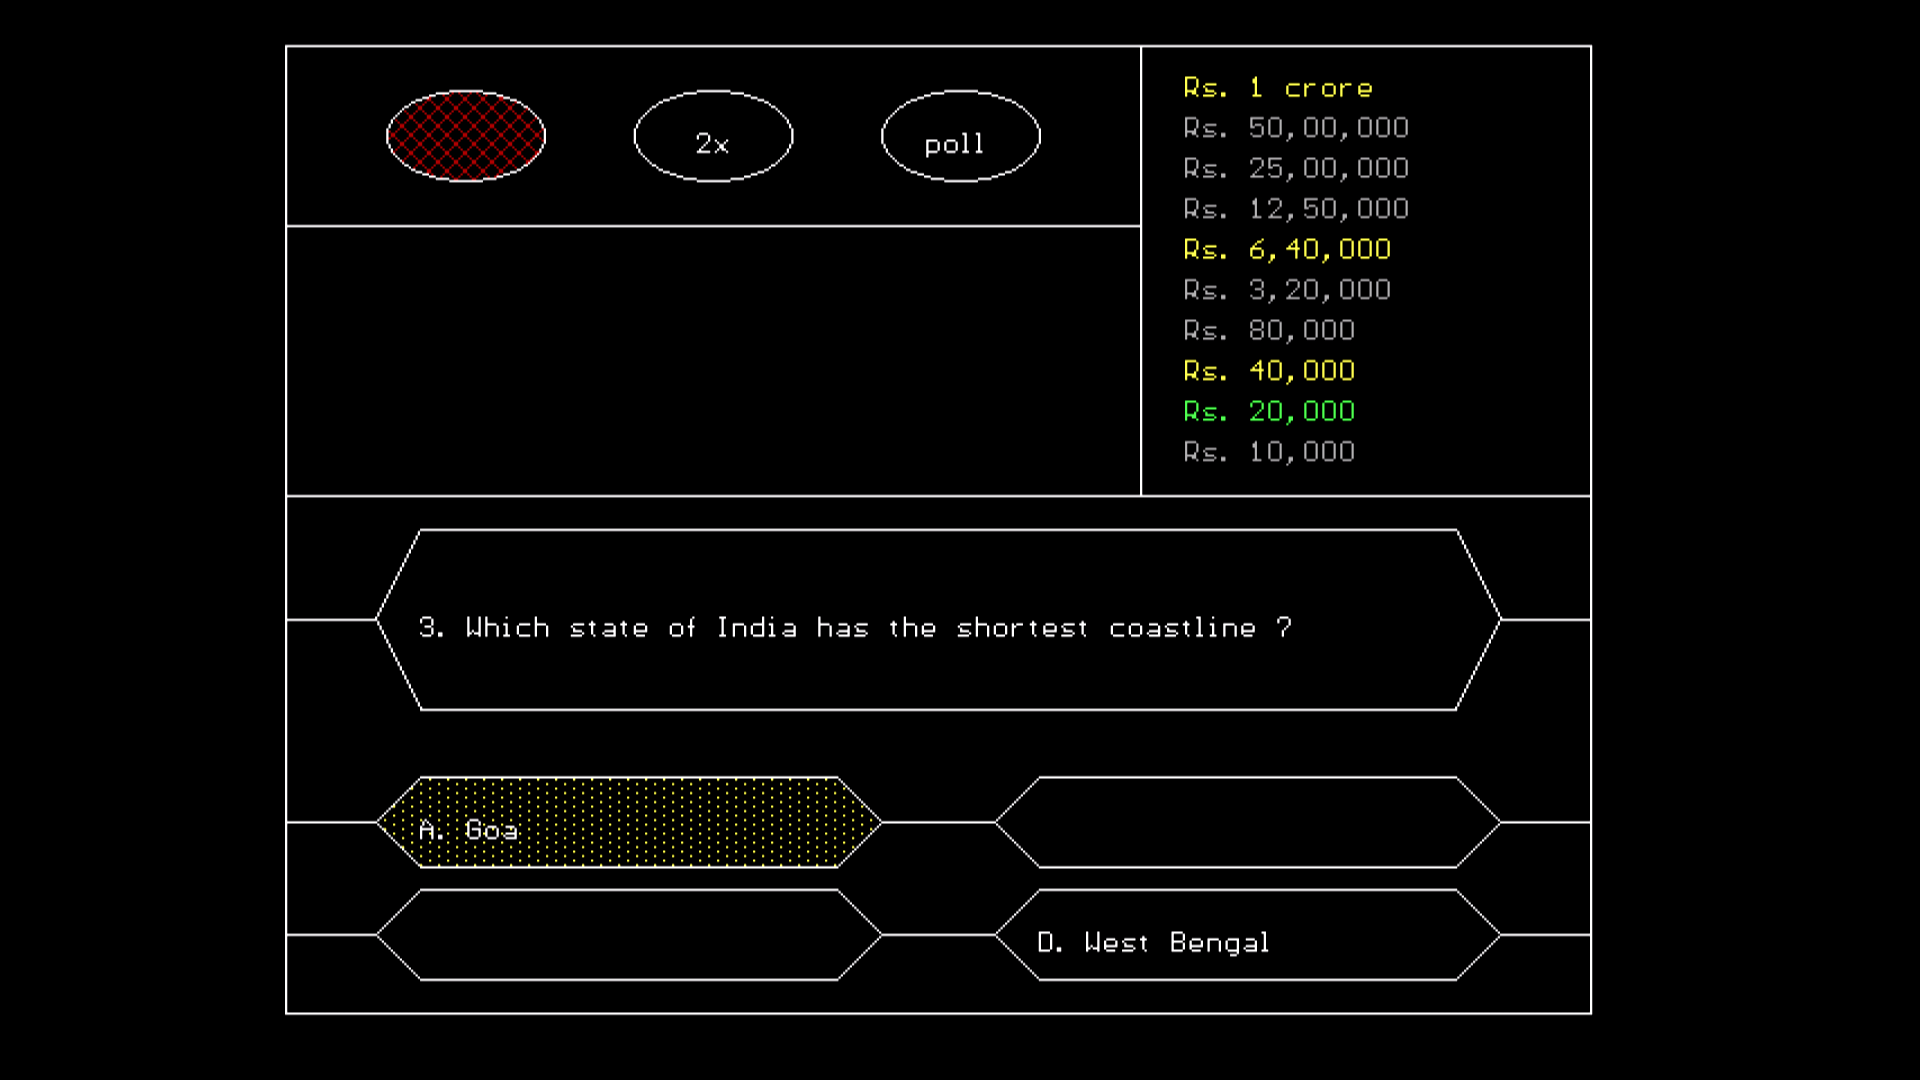 2x
poll
Rs. 1 crore
Rs. 50,00,000
Rs. 25,00,000
Rs. 12,50,000
Rs. 6,40,000
Rs. 3,20,000
Rs. 80,000
Rs. 40,000
Rs. 20,000
Rs. 10,000
3. Which state of India has the shortest coastline ?
A. Goa
D. West Bengal